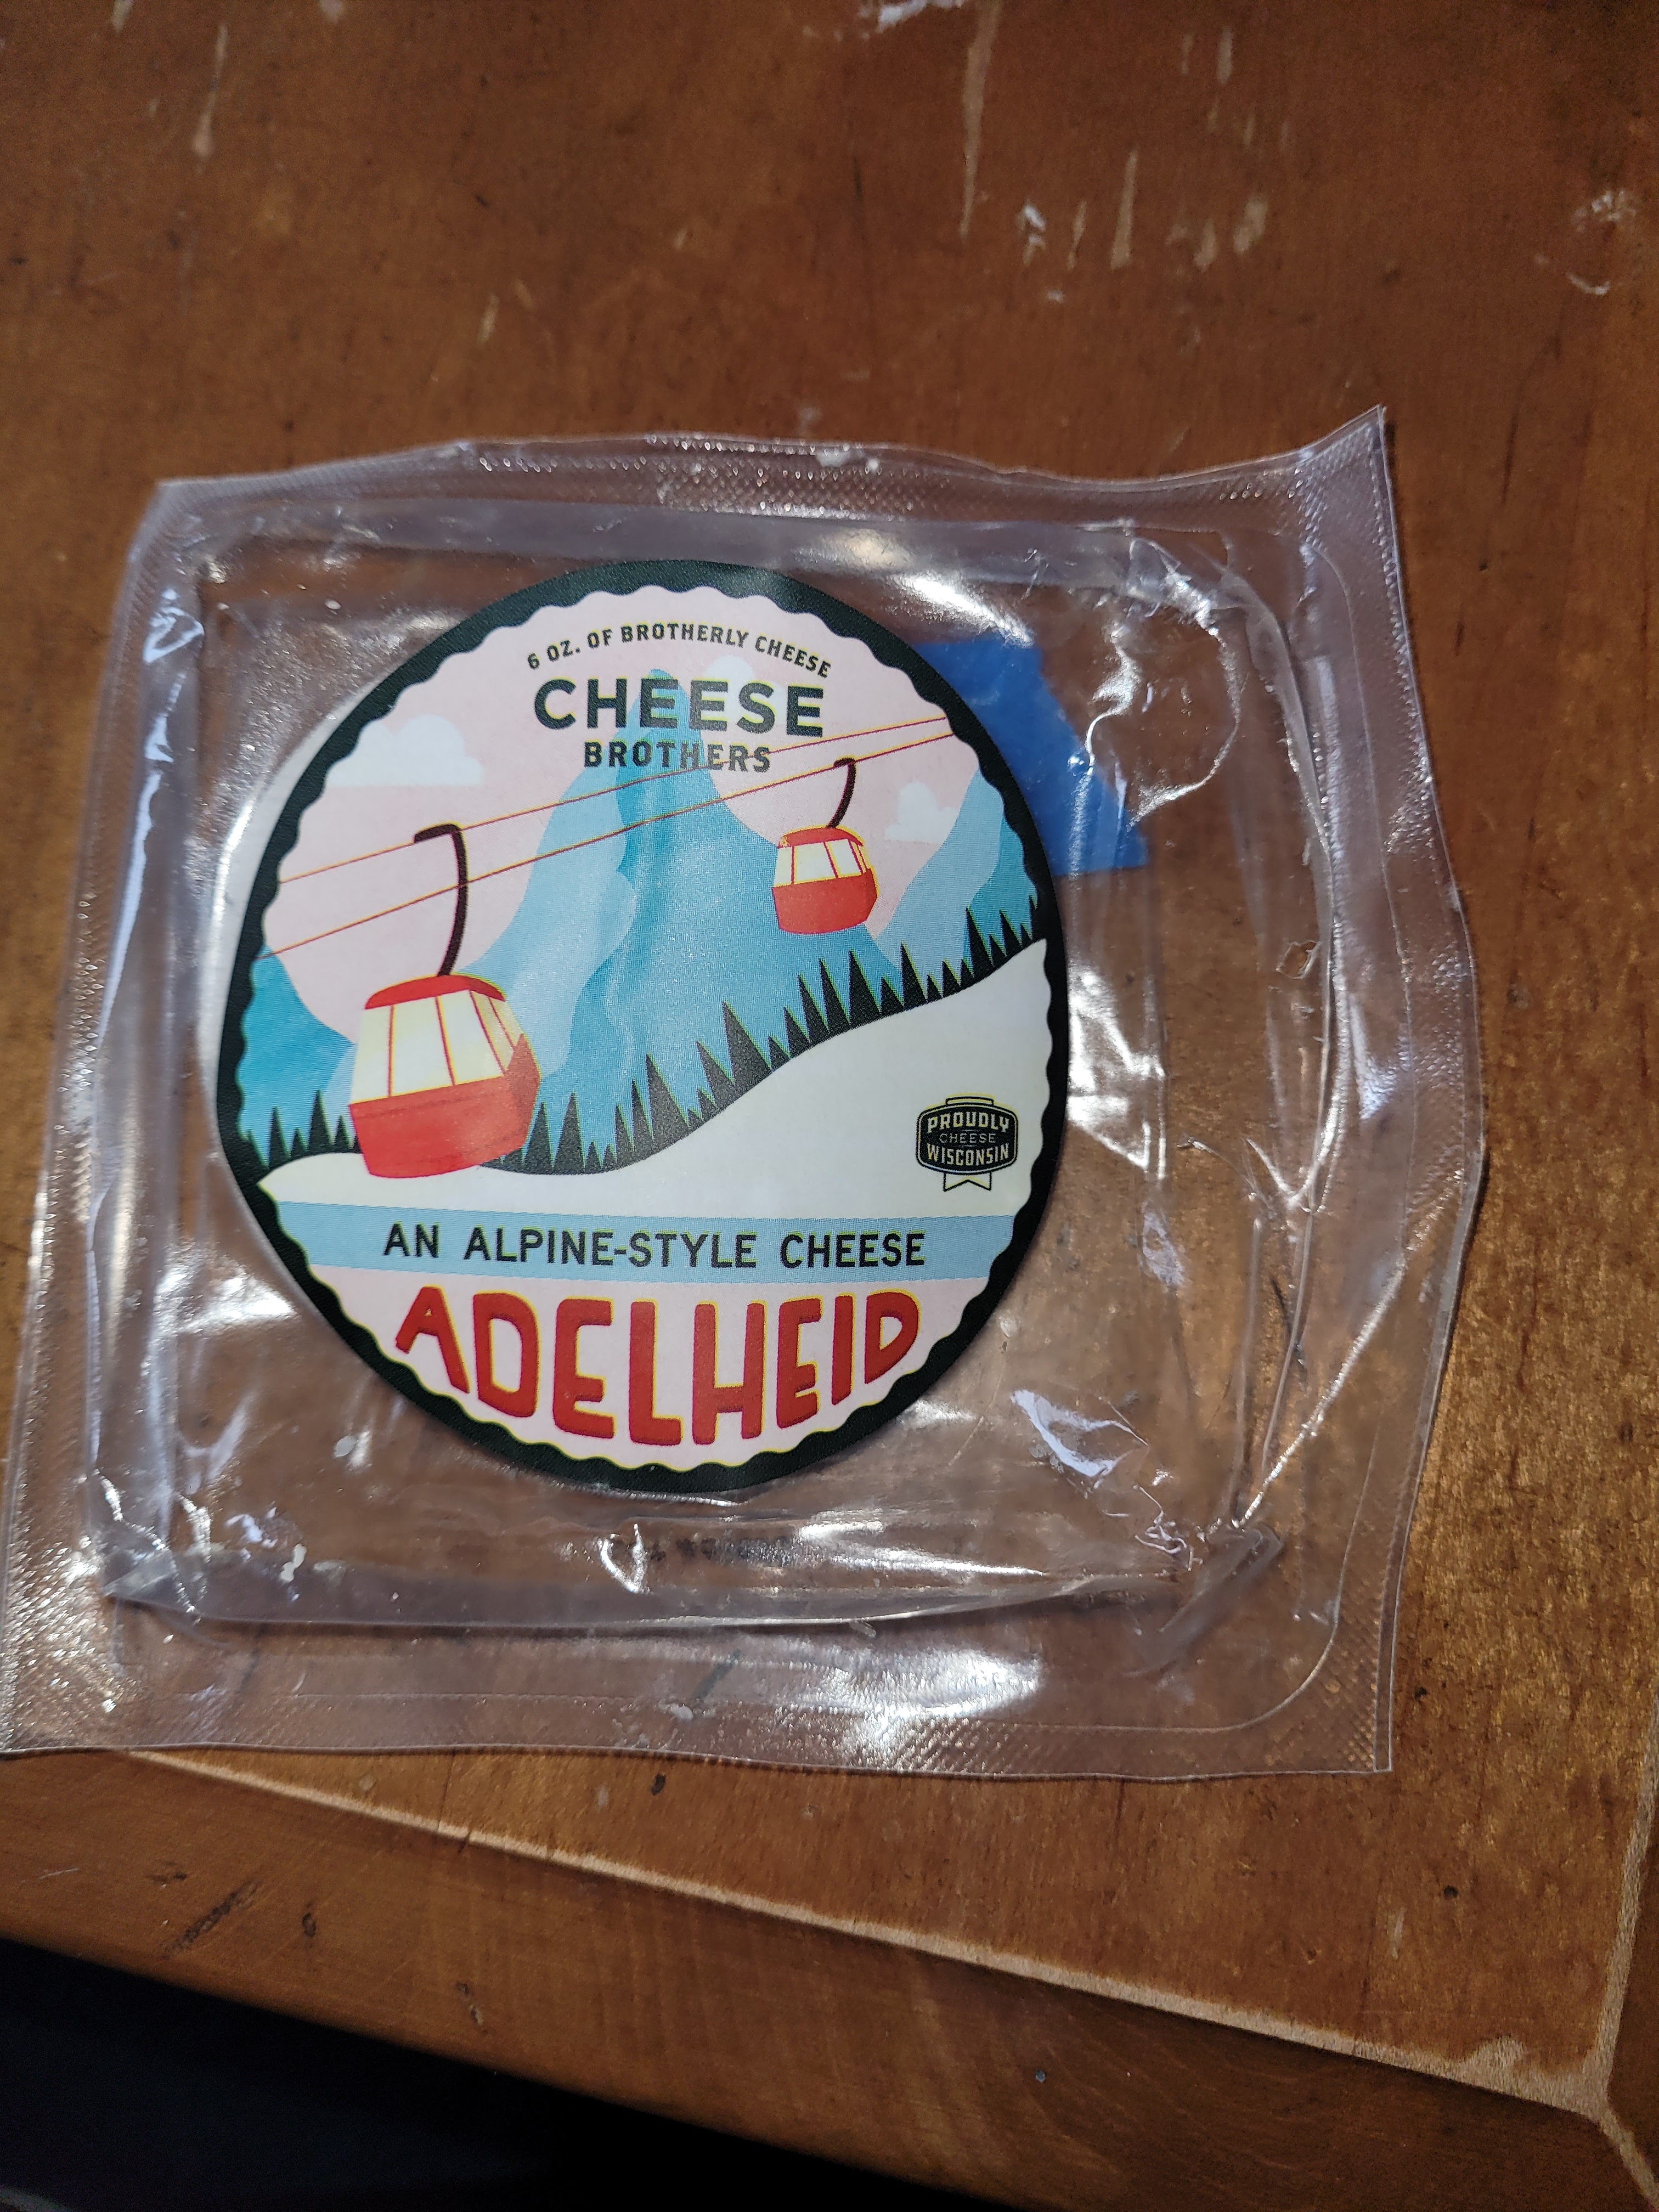 6 OZ. OF BROTHERLY CHEESE
CHEESE
BROTHERS
PROUDLY
CHEESE
WISCONSIN
AN ALPINE-STYLE CHEESE
ADELHEID